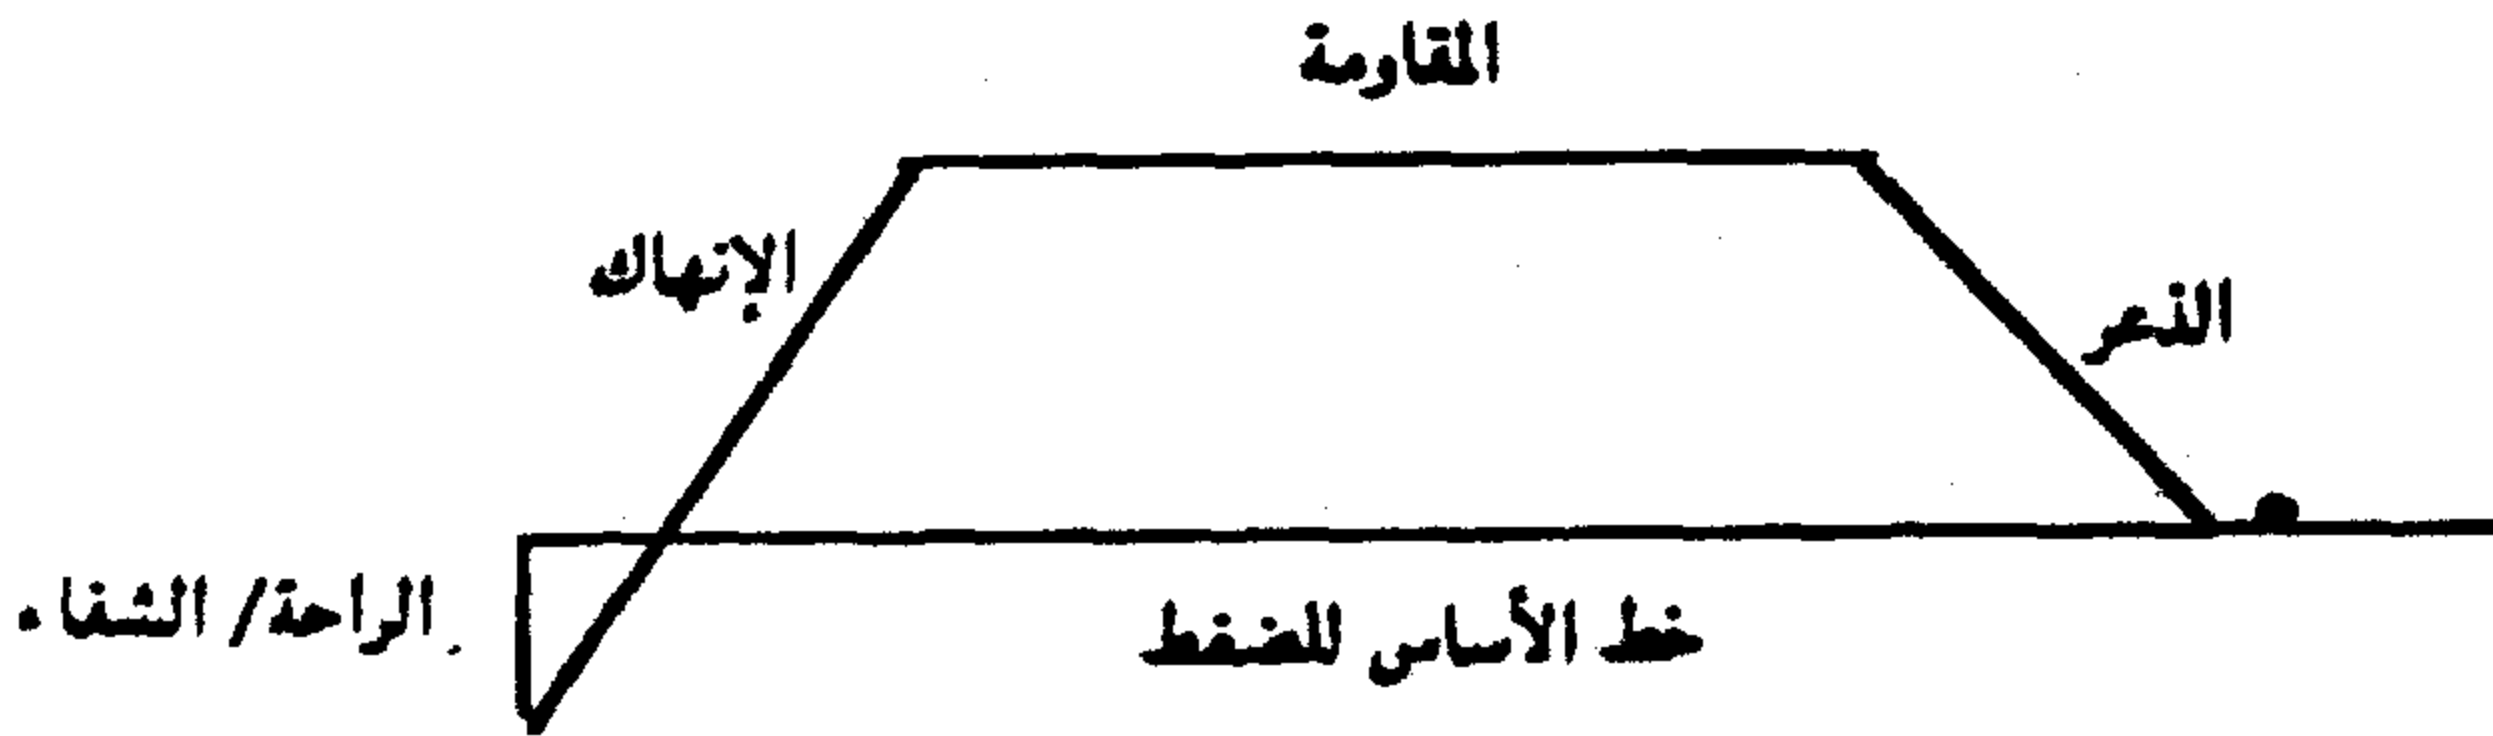 المقاومة
الإنهاك
الذعر
خط الأساس للضغط
الراحة/ الشفاء.